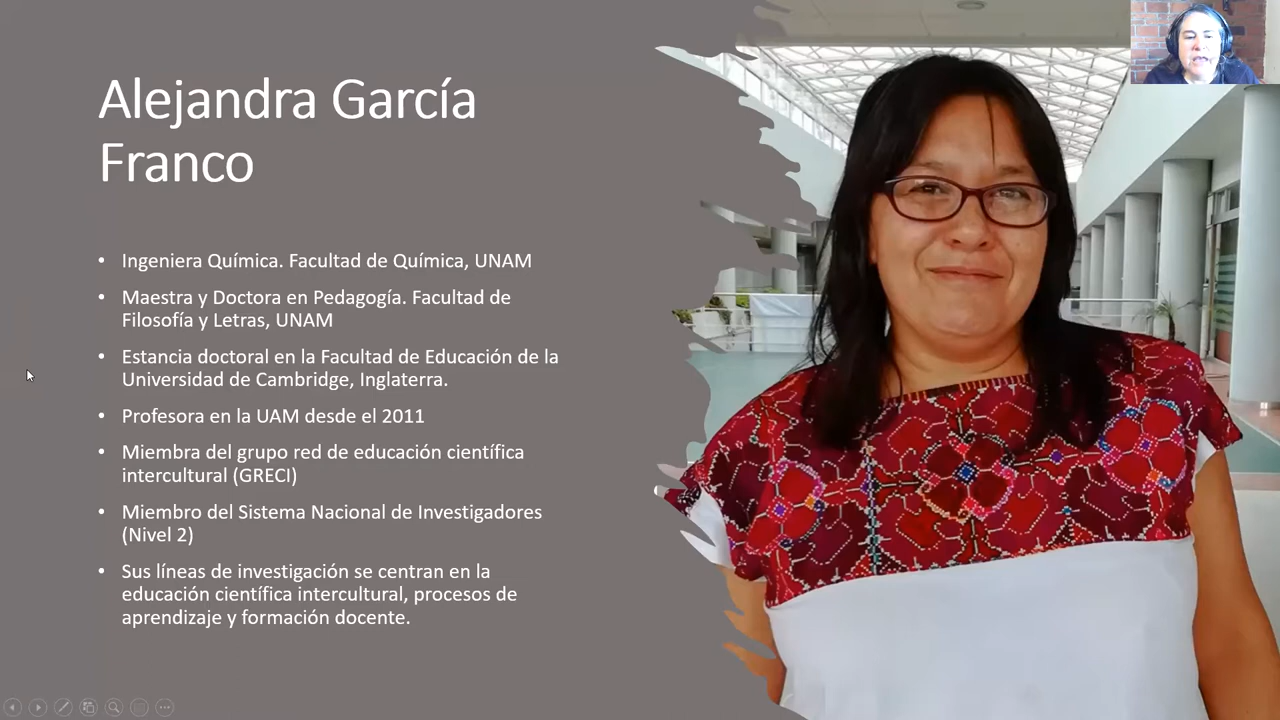 Alejandra García
Franco
• Ingeniera Química. Facultad de Química, UNAM
• Maestra y Doctora en Pedagogía. Facultad de
Filosofía y Letras, UNAM
• Estancia doctoral en la Facultad de Educación de la
Universidad de Cambridge, Inglaterra.
• Profesora en la UAM desde el 2011
• Miembra del grupo red de educación científica
intercultural (GRECI)
• Miembro del Sistema Nacional de Investigadores
(Nivel 2)
• Sus líneas de investigación se centran en la
educación científica intercultural, procesos de
aprendizaje y formación docente.